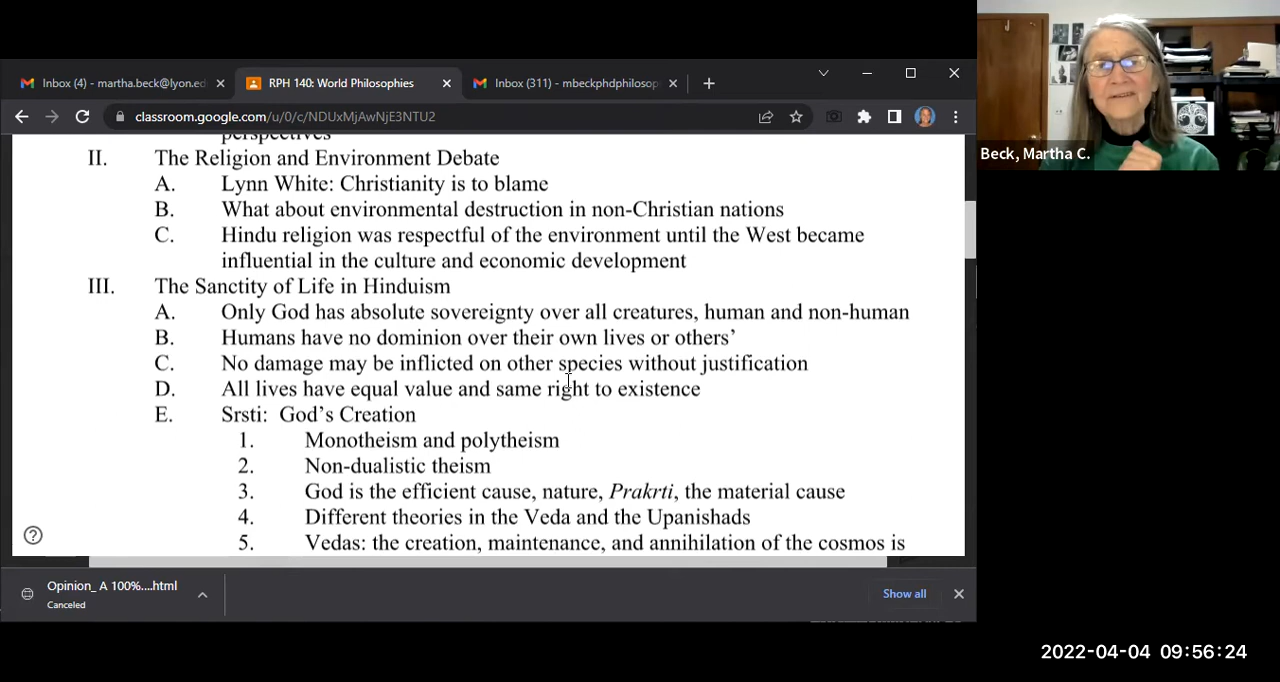 Inbox (4) - martha.beck@lyon.ed
RPH 140: World Philosophies
Inbox (311) - mbeckphdphilosop
classroom.google.com/u/0/c/NDUxMjAwNjE3NTU2
perspectives
II. The Religion and Environment Debate
A. Lynn White: Christianity is to blame
B. What about environmental destruction in non-Christian nations
C. Hindu religion was respectful of the environment until the West became
influential in the culture and economic development
III. The Sanctity of Life in Hinduism
A. Only God has absolute sovereignty over all creatures, human and non-human
B. Humans have no dominion over their own lives or others’
C. No damage may be inflicted on other species without justification
D. All lives have equal value and same right to existence
E. Srsti: God’s Creation
1. Monotheism and polytheism
2. Non-dualistic theism
3. God is the efficient cause, nature, Prakrti, the material cause
4. Different theories in the Veda and the Upanishads
5. Vedas: the creation, maintenance, and annihilation of the cosmos is
Opinion_ A 100%....html
Canceled
Show all
Beck, Martha C.
2022-04-04 09:56:24